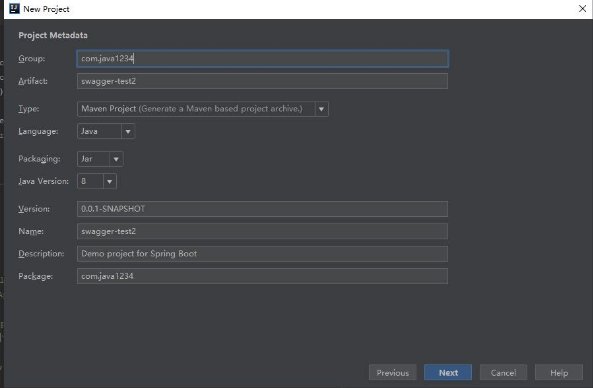 New Project
Project Metadata
Group: com.java1234
Artifact: swagger-test2
Type: Maven Project (Generate a Maven based project archive.)
Language: Java
Packaging: Jar
Java Version: 8
Version: 0.0.1-SNAPSHOT
Name: swagger-test2
Description: Demo project for Spring Boot
Package: com.java1234
Previous Next Cancel Help